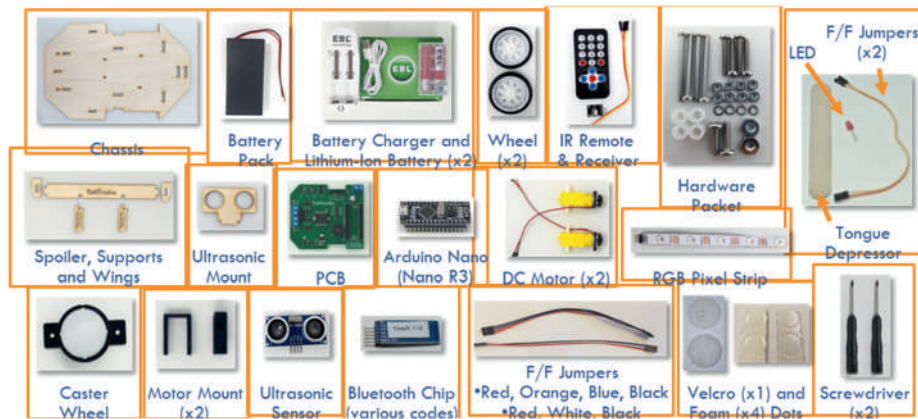 Chassis
Battery
Pack
EBL
EBL
Battery Charger and
Lithium-Ion Battery (x2)
Wheel
(x2)
IR Remote
& Receiver
Hardware
Packet
F/F Jumpers
(x2)
LED
Tongue
Depressor
Spoiler, Supports
and Wings
Ultrasonic
Mount
PCB
Arduino Nano
(Nano R3)
DC Motor (x2)
RGB Pixel Strip
Caster
Wheel
Motor Mount
(x2)
Ultrasonic
Sensor
Bluetooth Chip
(various codes)
F/F Jumpers
•Red, Orange, Blue, Black
•Red, White, Black
Velcro (x1) and
Foam (x4) Dots
Screwdriver
(x2)